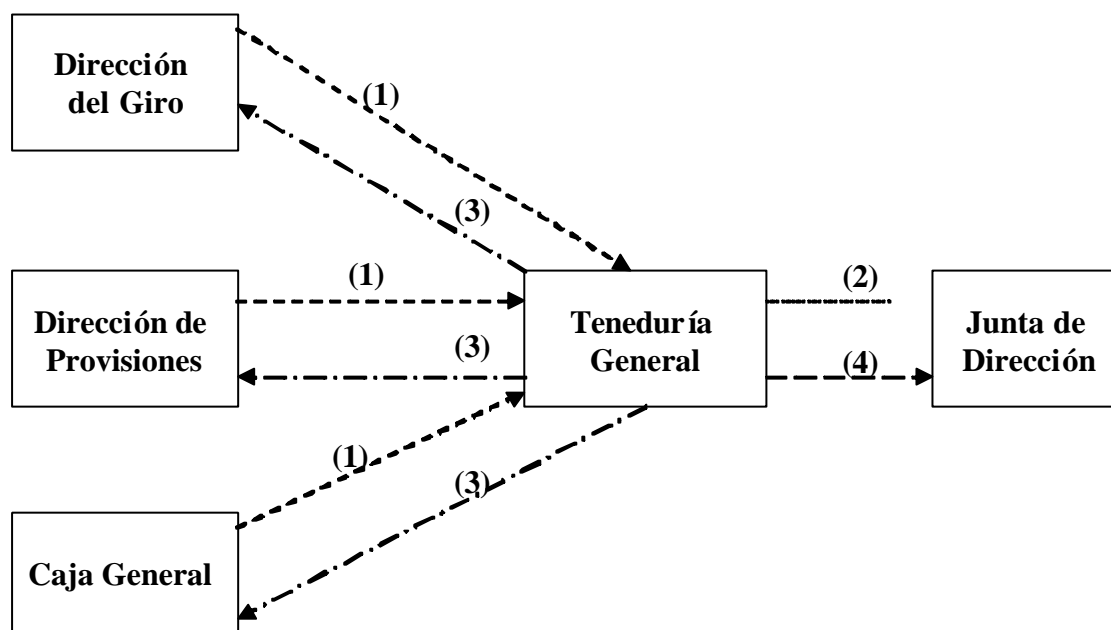 Dirección
del Giro
(1)
(3)
Dirección de
Provisiones
(1)
(3)
Teneduría
General
(2)
(4)
Junta de
Dirección
(1)
(3)
Caja General